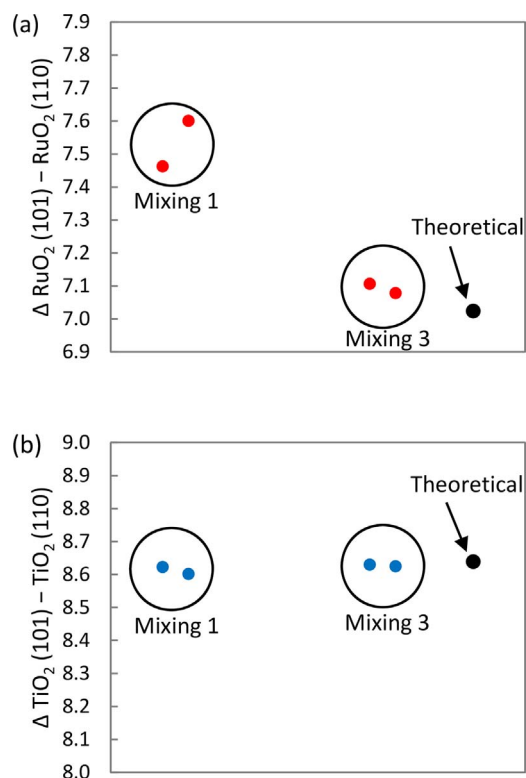 (a)
Δ RuO₂ (101) − RuO₂ (110)
7.9
7.8
7.7
7.6
7.5
7.4
7.3
7.2
7.1
7.0
6.9
Mixing 1
Theoretical
Mixing 3
(b)
Δ TiO₂ (101) − TiO₂ (110)
9.0
8.9
8.8
8.7
8.6
8.5
8.4
8.3
8.2
8.1
8.0
Theoretical
Mixing 1
Mixing 3